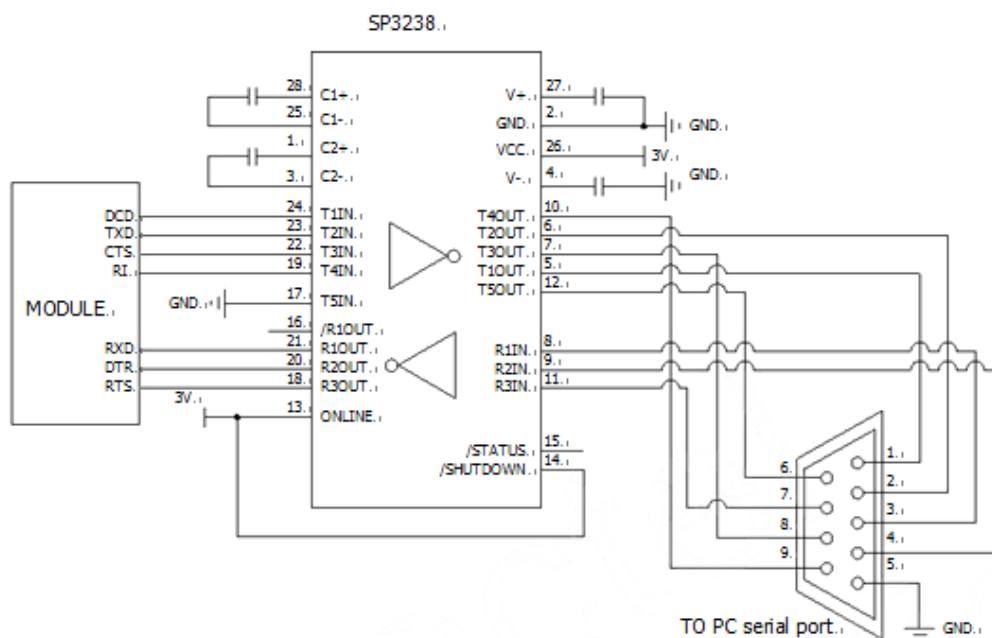 SP3238.
28. C1+. V+. 27.
25. C1-. GND. 2. GND.
1. C2+. VCC. 26. 3V.
3. C2-. V-. 4. GND.
DCD. 24. T1IN. T4OUT. 10.
TXD. 23. T2IN. T2OUT. 6.
CTS. 22. T3IN. T3OUT. 7.
RI. 19. T4IN. T1OUT. 5.
MODULE. GND. 17. T5IN. T5OUT. 12.
16. /R1OUT.
RXD. 21. R1OUT. R1IN. 8.
DTR. 20. R2OUT. R2IN. 9.
RTS. 18. R3OUT. R3IN. 11.
3V. 13. ONLINE.
/STATUS. 15.
/SHUTDOWN. 14.
6. 1.
7. 2.
8. 3.
9. 4.
5.
TO PC serial port. GND.